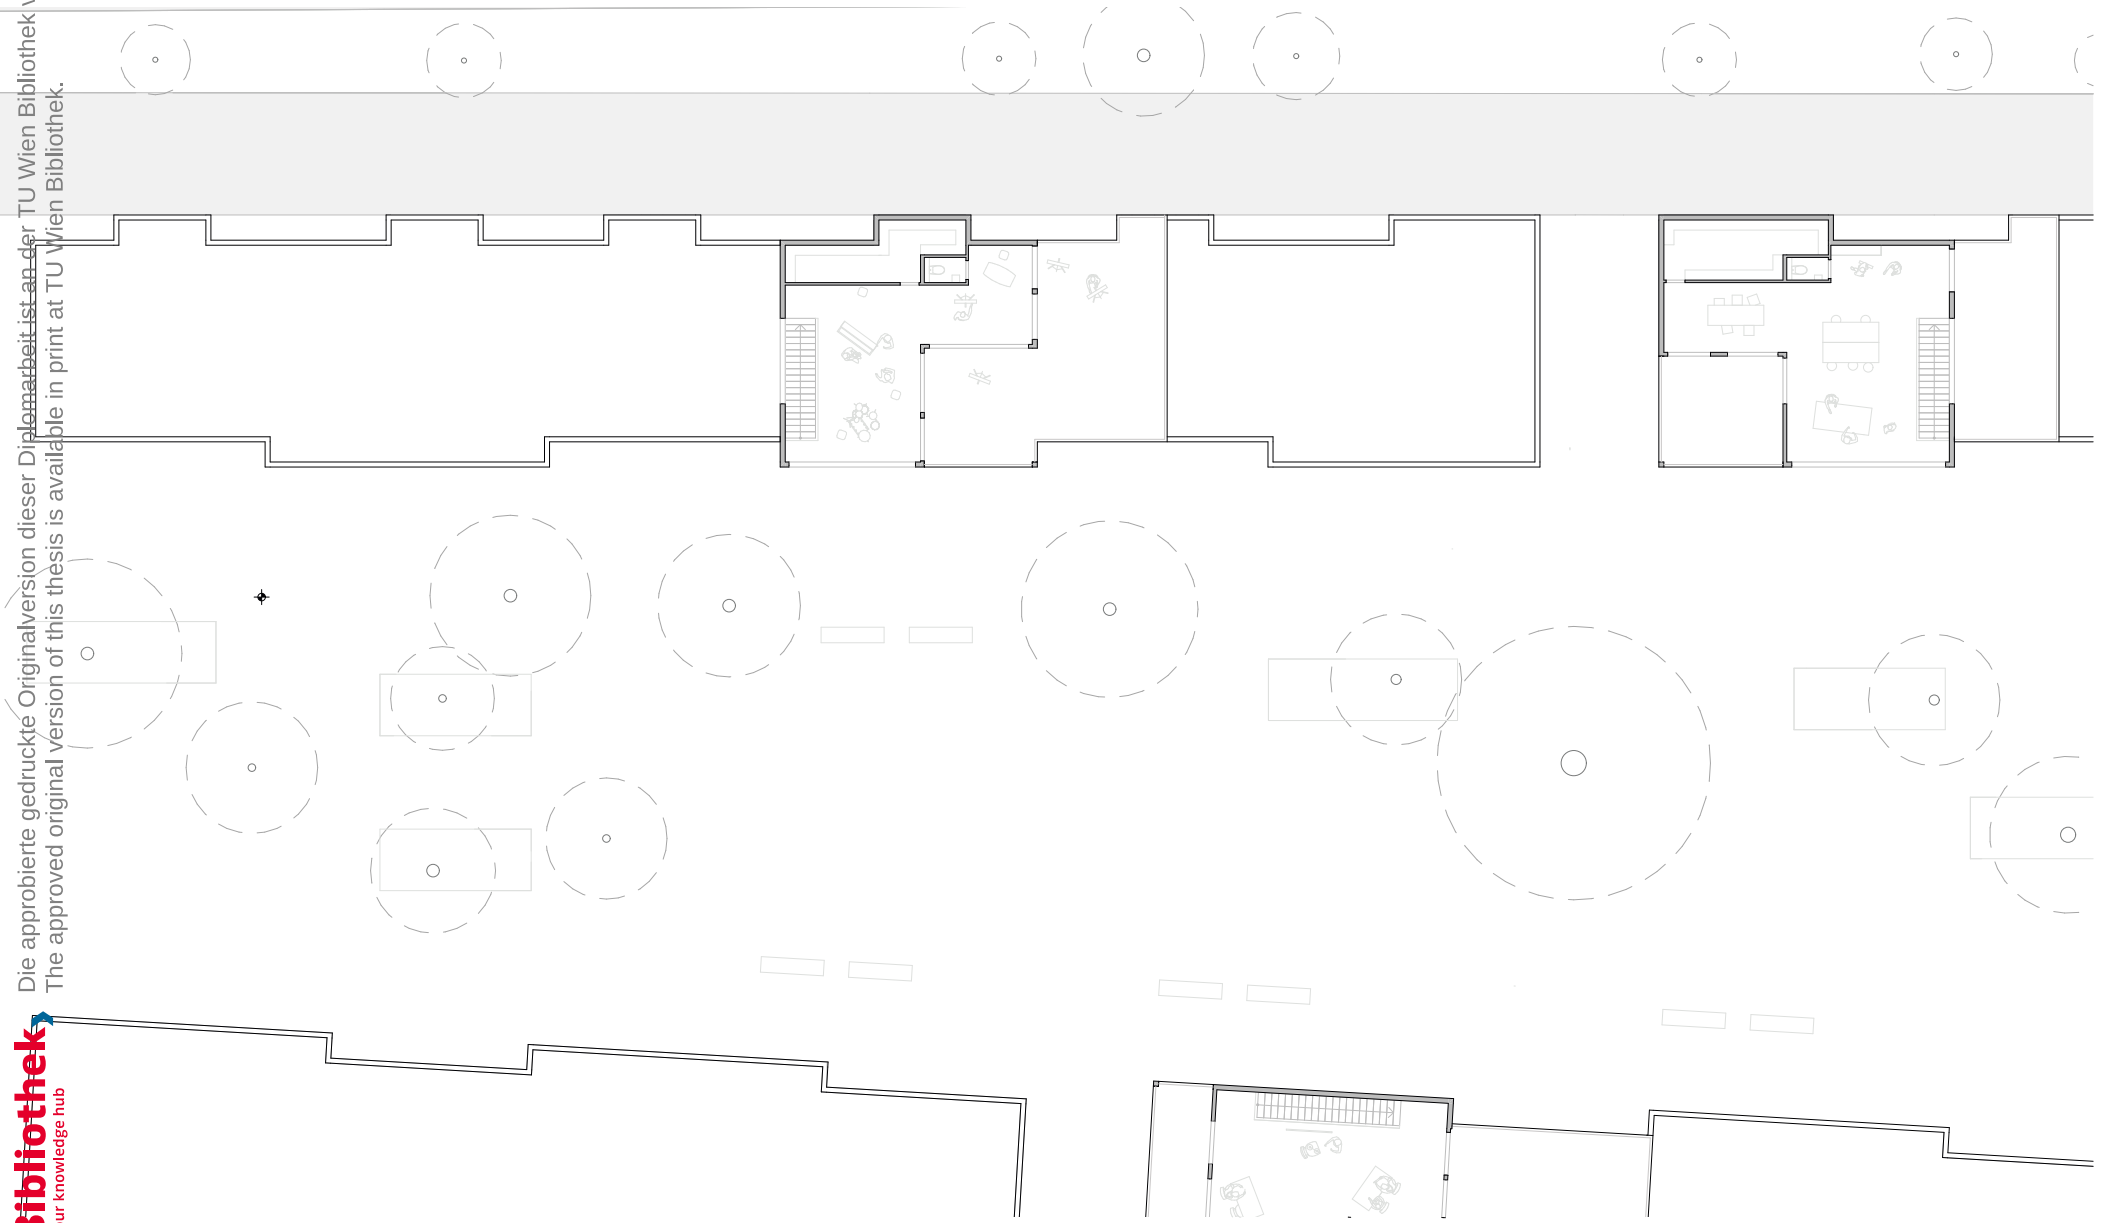 Die approbierte gedruckte Originalversion dieser Diplomarbeit ist an der TU Wien Bibliothek
The approved original version of this thesis is available in print at TU Wien Bibliothek.
Bibliothek
our knowledge hub